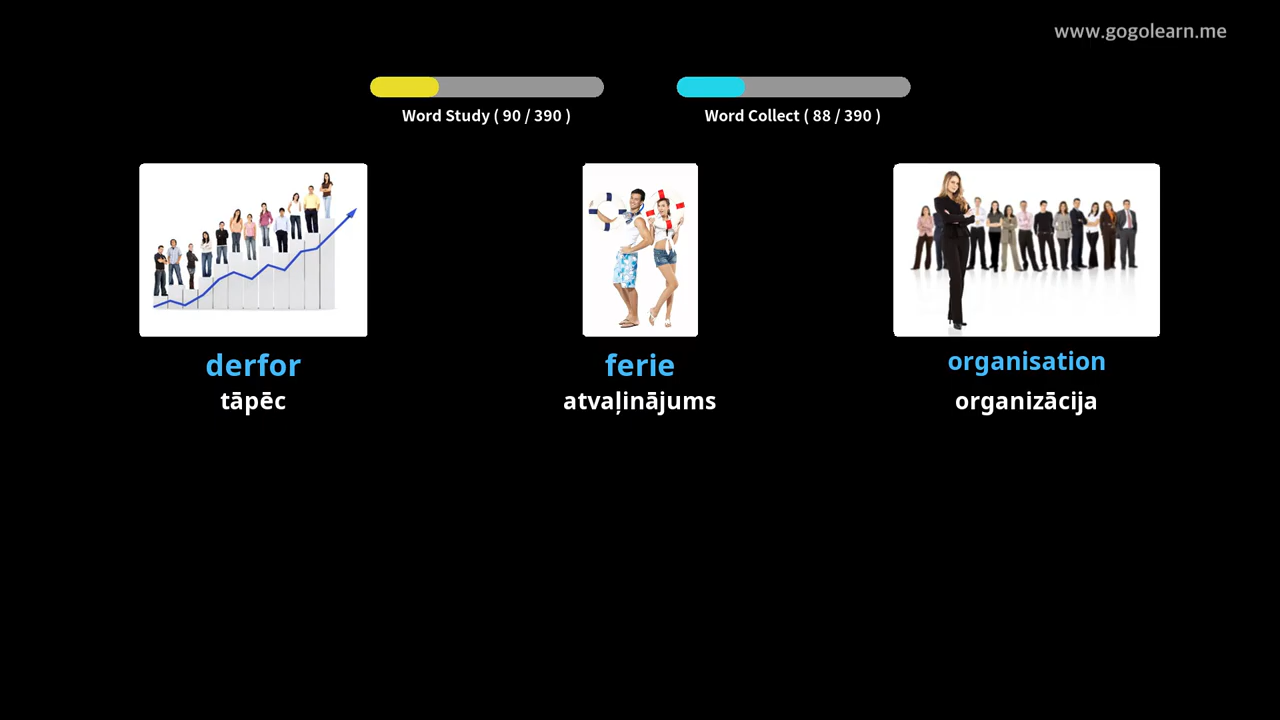 www.gogolearn.me
Word Study ( 90 / 390 )
Word Collect ( 88 / 390 )
derfor
tāpēc
ferie
atvaļinājums
organisation
organizācija